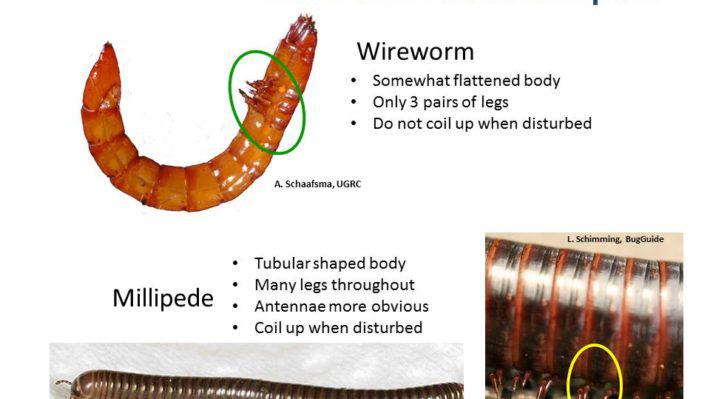 Wireworm
• Somewhat flattened body
• Only 3 pairs of legs
• Do not coil up when disturbed
A. Schaafsma, UGRC
L. Schimming, BugGuide
Millipede
• Tubular shaped body
• Many legs throughout
• Antennae more obvious
• Coil up when disturbed